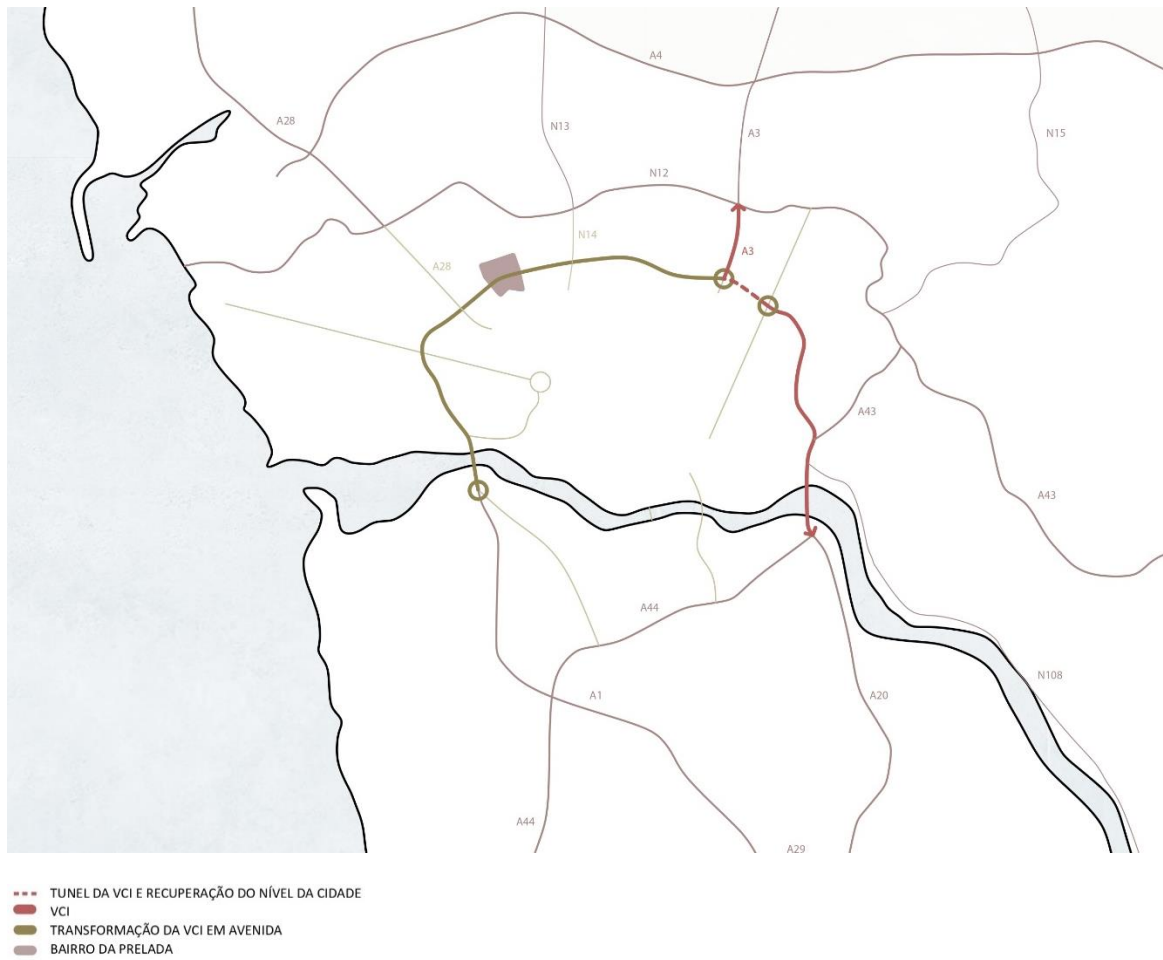 A4
A28
N13
A3
N15
N12
N14
A3
A28
A43
A43
A44
A1
A20
N108
A44
A29
TUNEL DA VCI E RECUPERAÇÃO DO NÍVEL DA CIDADE
VCI
TRANSFORMAÇÃO DA VCI EM AVENIDA
BAIRRO DA PRELADA